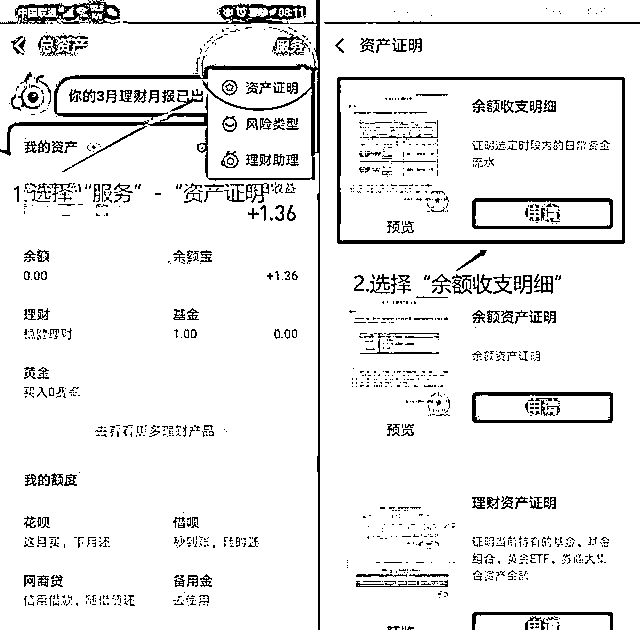 中国电信
08:11
总资产
服务
你的3月理财月报已出
资产证明
风险类型
理财助理
我的资产
1.选择“服务” - “资产证明”
收益
+1.36
余额
余额宝
0.00
+1.36
理财
基金
稳健理财
1.00
0.00
黄金
买入0费率
去看看更多理财产品
我的额度
花呗
借呗
这月买，下月还
秒到账，随时还
网商贷
备用金
信用借款，随借随还
去使用
资产证明
余额收支明细
证明选定时段内的日常资金
流水
申请
预览
2.选择 “余额收支明细”
余额资产证明
余额资产证明
申请
预览
理财资产证明
证明当前持有的基金、基金
组合、黄金ETF、券商大集
合资产全额
申请
预览